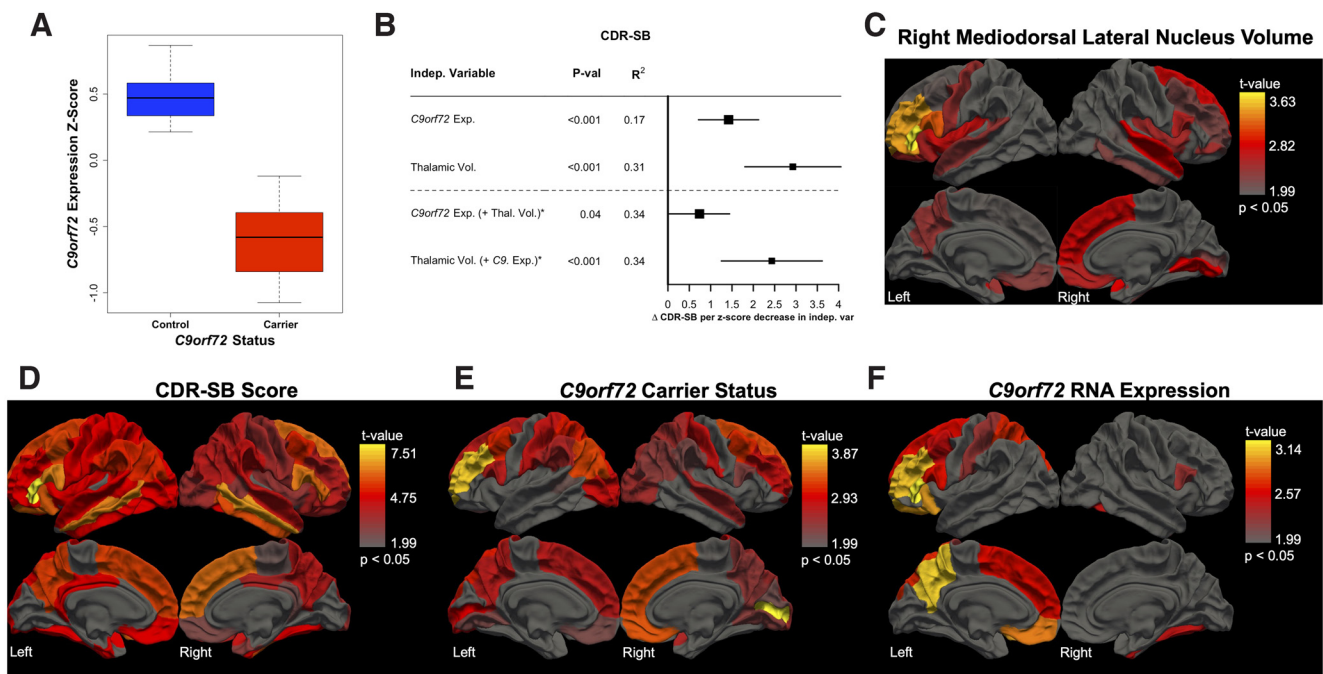 A
C9orf72 Expression Z-Score
0.5
0.0
-0.5
-1.0
Control
Carrier
C9orf72 Status
B
CDR-SB
Indep. Variable P-val R2
C9orf72 Exp. <0.001 0.17
Thalamic Vol. <0.001 0.31
C9orf72 Exp. (+ Thal. Vol.)* 0.04 0.34
Thalamic Vol. (+ C9. Exp.)* <0.001 0.34
0 0.5 1 1.5 2 2.5 3 3.5 4
Δ CDR-SB per z-score decrease in indep. var
C
Right Mediodorsal Lateral Nucleus Volume
t-value
3.63
2.82
1.99
p < 0.05
Left
Right
D
CDR-SB Score
t-value
7.51
4.75
1.99
p < 0.05
Left
Right
E
C9orf72 Carrier Status
t-value
3.87
2.93
1.99
p < 0.05
Left
Right
F
C9orf72 RNA Expression
t-value
3.14
2.57
1.99
p < 0.05
Left
Right